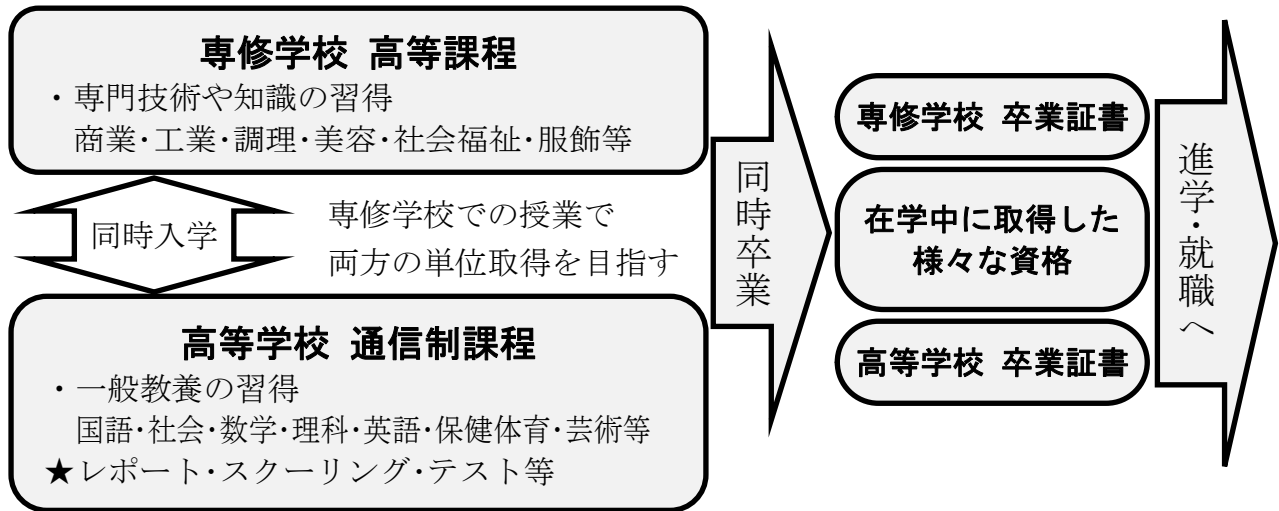 専修学校 高等課程
・専門技術や知識の習得
商業・工業・調理・美容・社会福祉・服飾等
同時入学
専修学校での授業で
両方の単位取得を目指す
高等学校 通信制課程
・一般教養の習得
国語・社会・数学・理科・英語・保健体育・芸術等
★レポート・スクーリング・テスト等
同時卒業
専修学校 卒業証書
在学中に取得した
様々な資格
高等学校 卒業証書
進学・就職へ